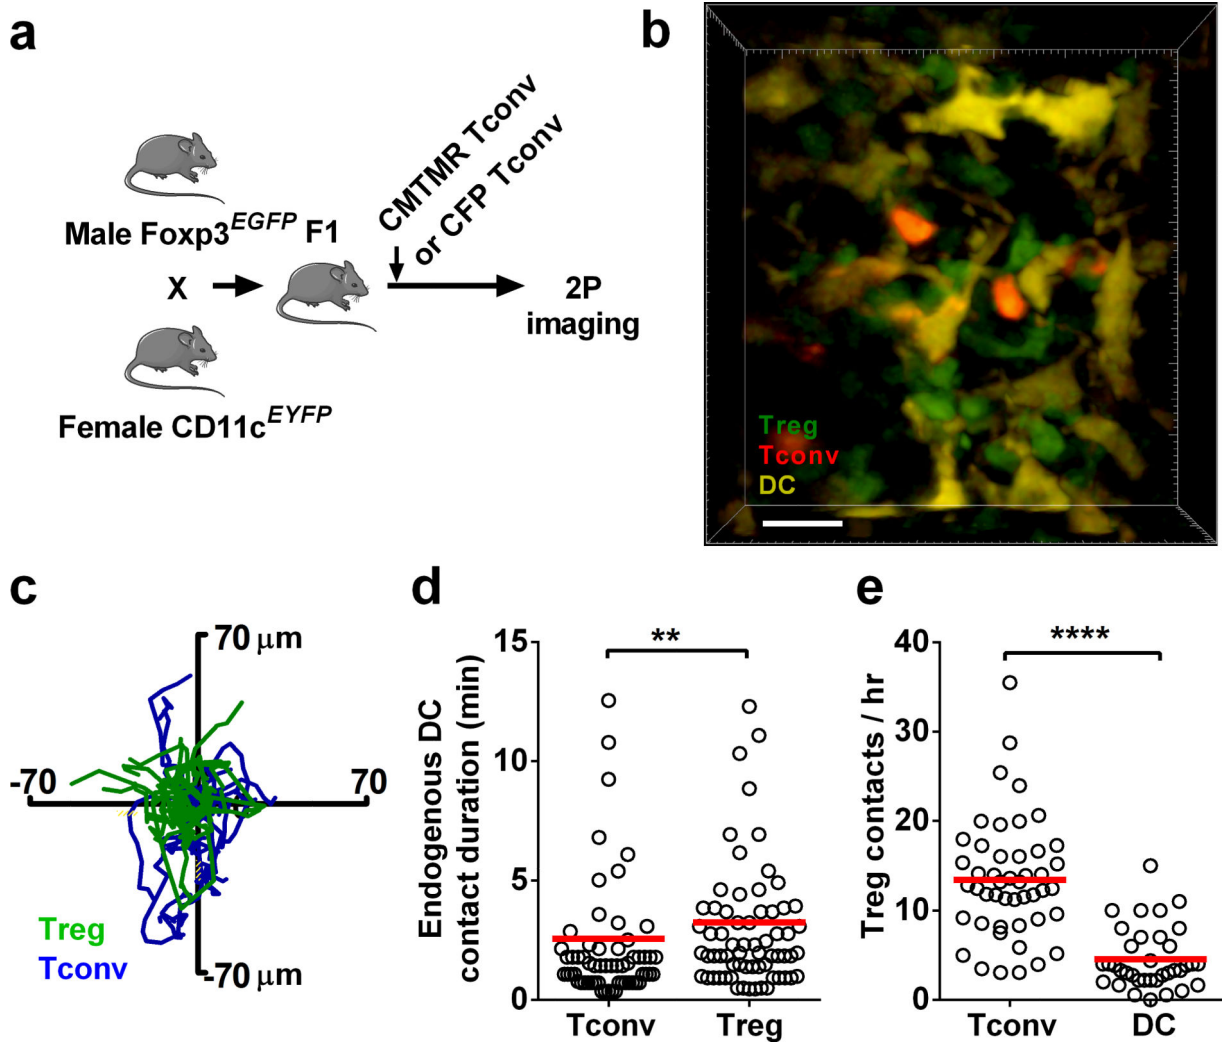 a
Male Foxp3EGFP
F1
X
Female CD11cEYFP
CMTMR Tconv
or CFP Tconv
2P
imaging
b
Treg
Tconv
DC
c
70 μm
-70
70
-70 μm
Treg
Tconv
d
**
Endogenous DC
contact duration (min)
15
10
5
0
Tconv
Treg
e
****
Treg contacts / hr
40
30
20
10
0
Tconv
DC